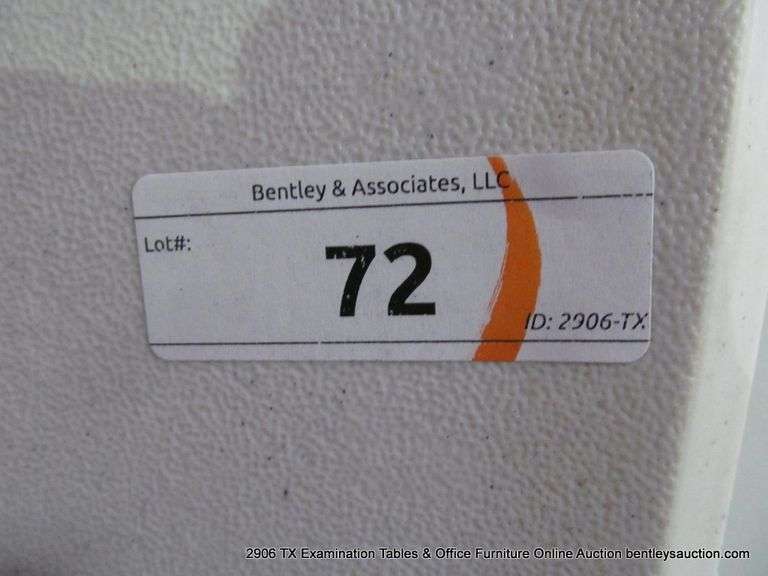 Bentley & Associates, LLC
Lot#:
72
ID: 2906-TX
2906 TX Examination Tables & Office Furniture Online Auction bentleysauction.com